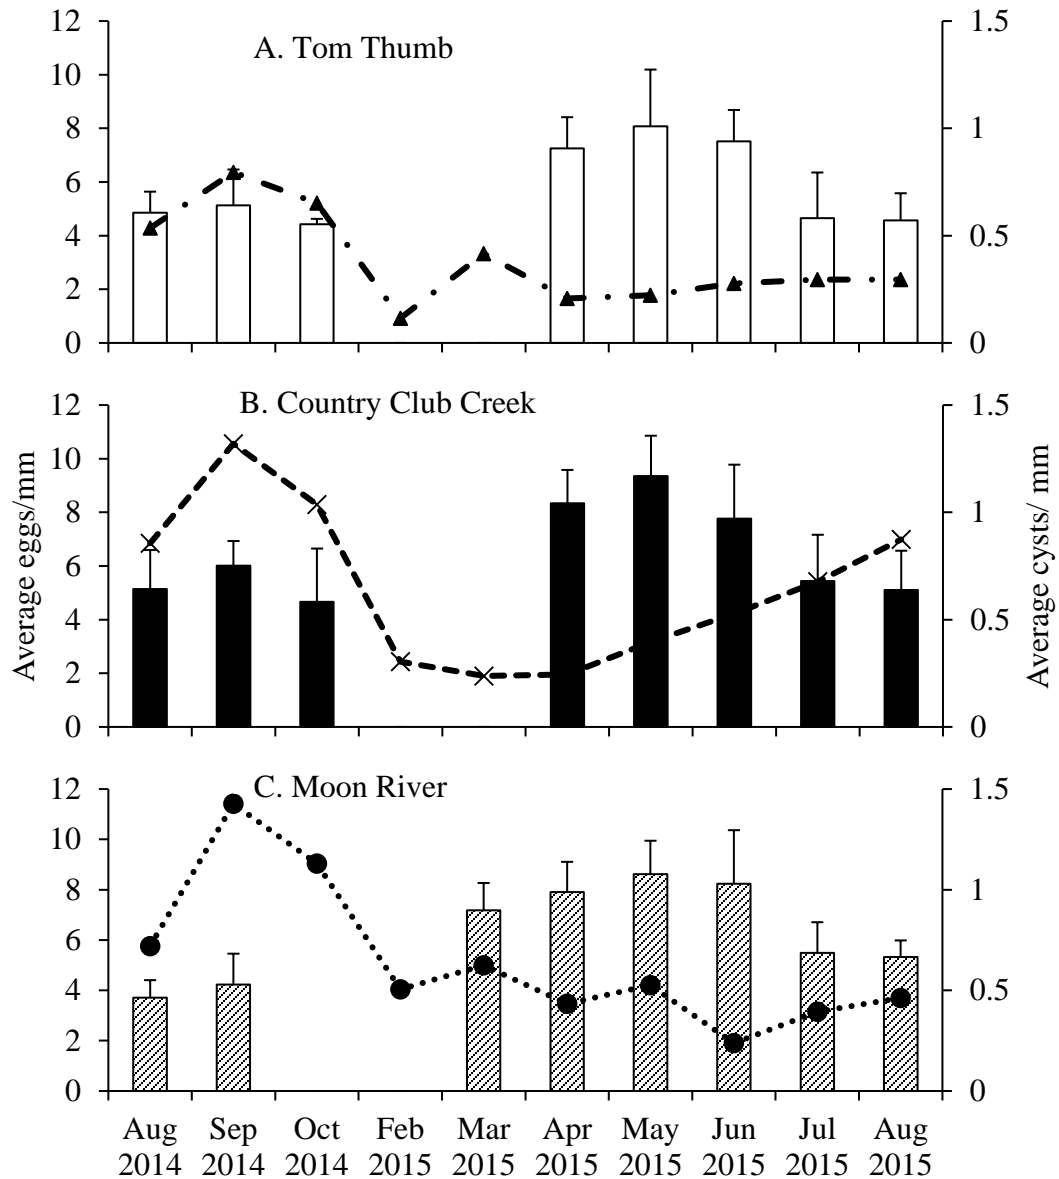 A. Tom Thumb
12
10
8
6
4
2
0
1.5
1
0.5
0
B. Country Club Creek
12
10
8
6
4
2
0
1.5
1
0.5
0
Average eggs/mm
Average cysts/ mm
C. Moon River
12
10
8
6
4
2
0
1.5
1
0.5
0
Aug 2014
Sep 2014
Oct 2014
Feb 2015
Mar 2015
Apr 2015
May 2015
Jun 2015
Jul 2015
Aug 2015